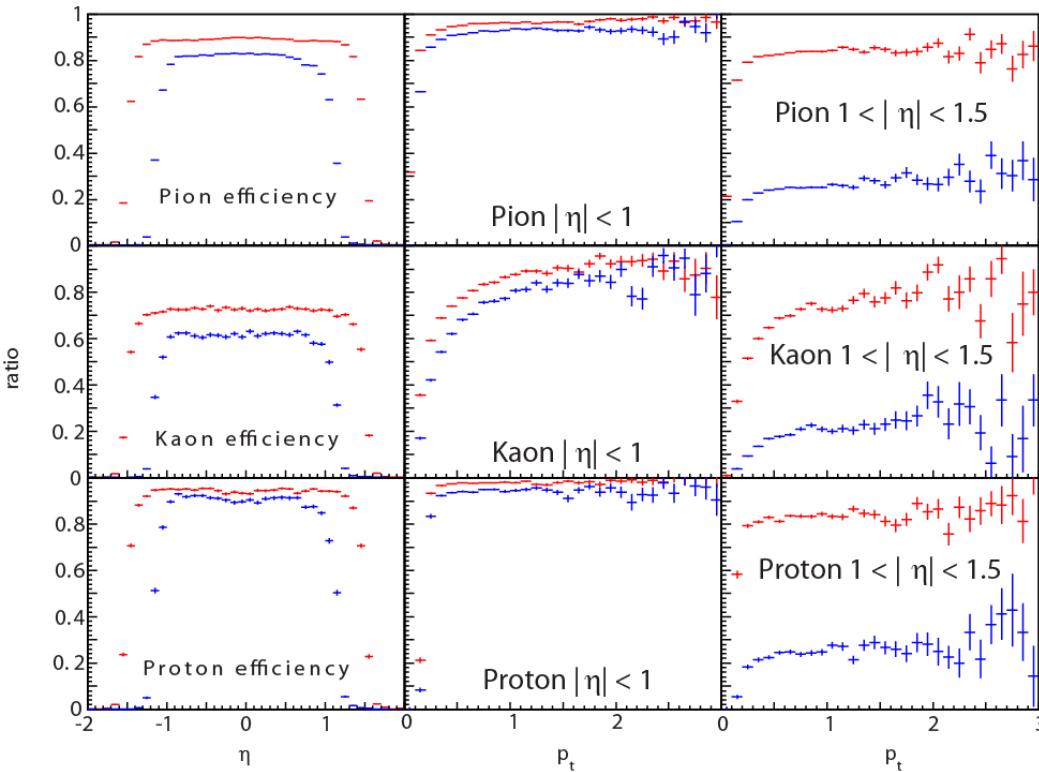 1
0.8
0.6
0.4
0.2
0
Pion efficiency
Pion | η| < 1
Pion 1 < | η| < 1.5
0.8
0.6
0.4
0.2
0
Kaon efficiency
Kaon | η| < 1
Kaon 1 < | η| < 1.5
ratio
0.8
0.6
0.4
0.2
0
Proton efficiency
Proton | η| < 1
Proton 1 < | η| < 1.5
-2 -1 0 1 0 1 2 0 1 2 3
η p_t p_t